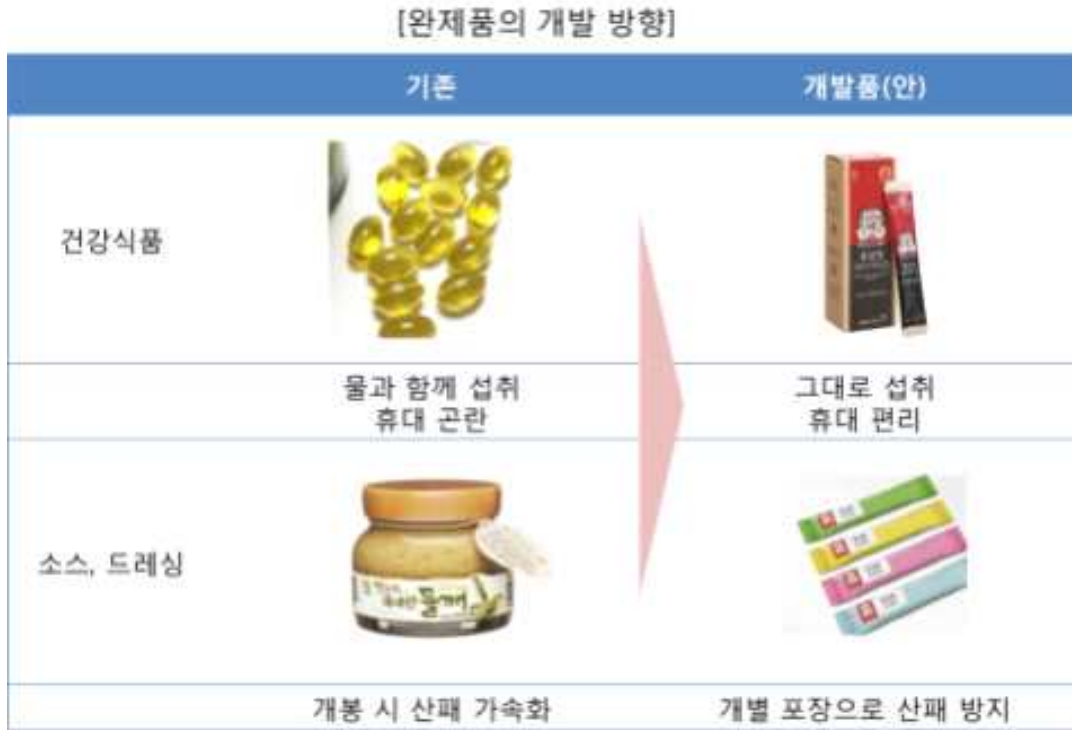 [완제품의 개발 방향]
기존
개발품(안)
건강식품
물과 함께 섭취
휴대 곤란
그대로 섭취
휴대 편리
소스, 드레싱
들깨
개봉 시 산패 가속화
개별 포장으로 산패 방지